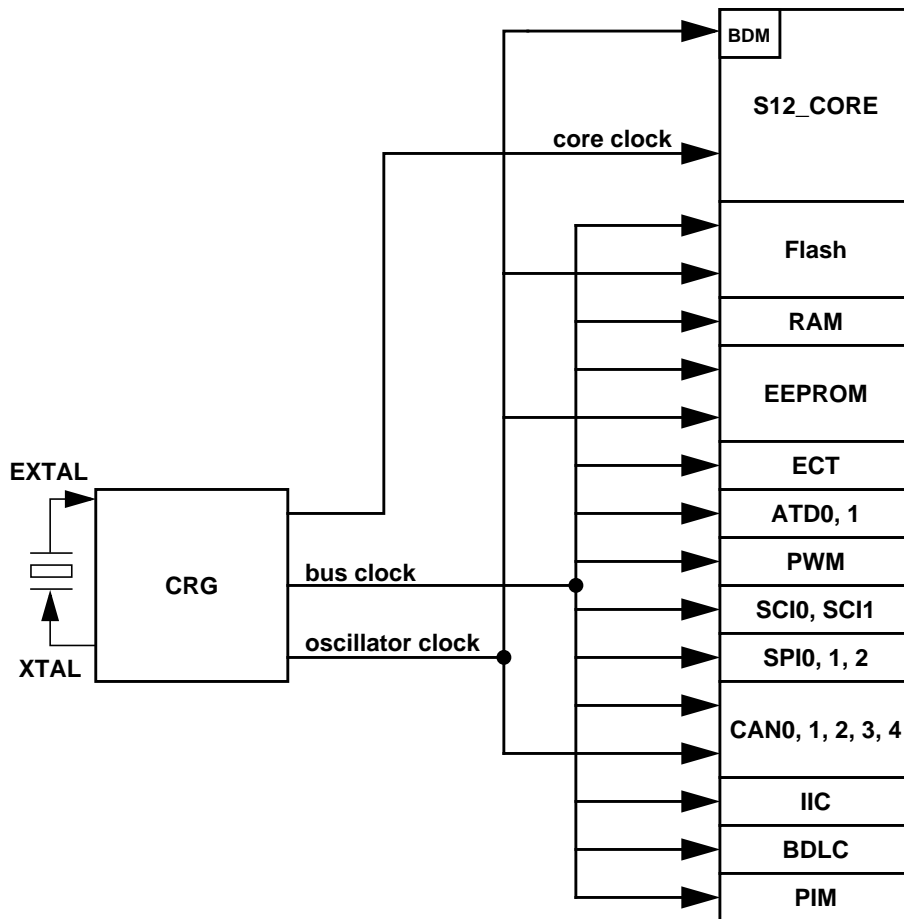 BDM
S12_CORE
core clock
Flash
RAM
EEPROM
EXTAL
ECT
ATD0, 1
PWM
bus clock
CRG
SCI0, SCI1
oscillator clock
SPI0, 1, 2
XTAL
CAN0, 1, 2, 3, 4
IIC
BDLC
PIM